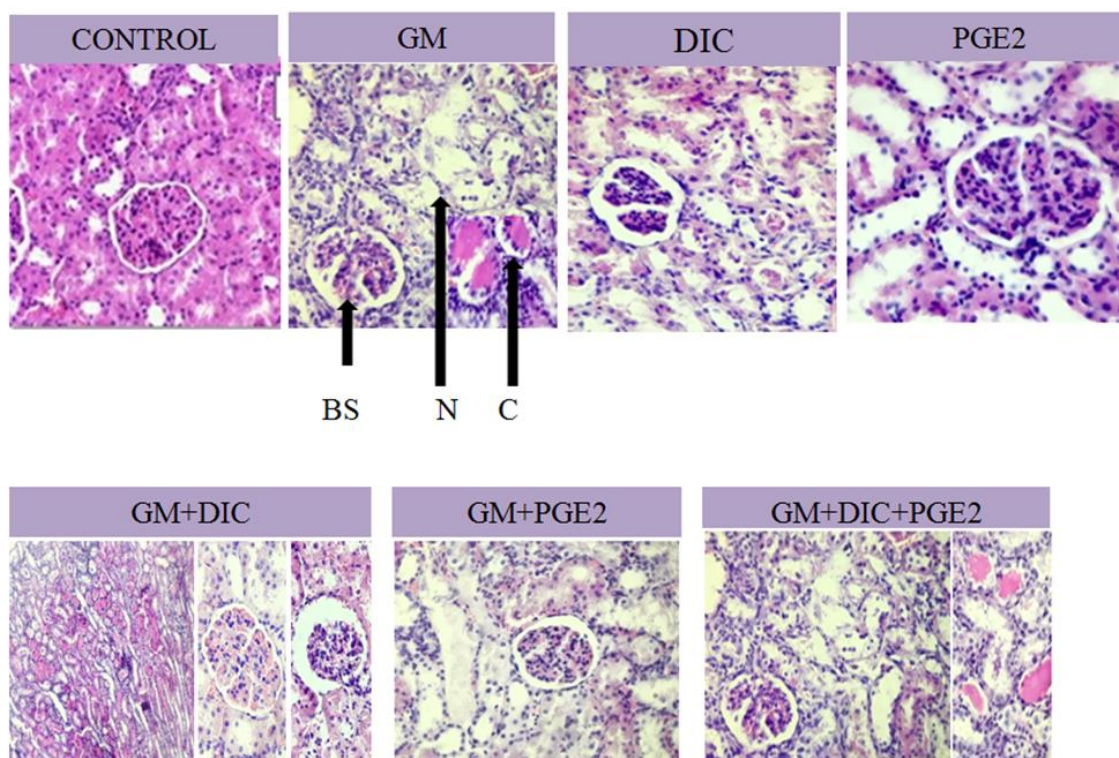 CONTROL
GM
DIC
PGE2
BS
N
C
GM+DIC
GM+PGE2
GM+DIC+PGE2